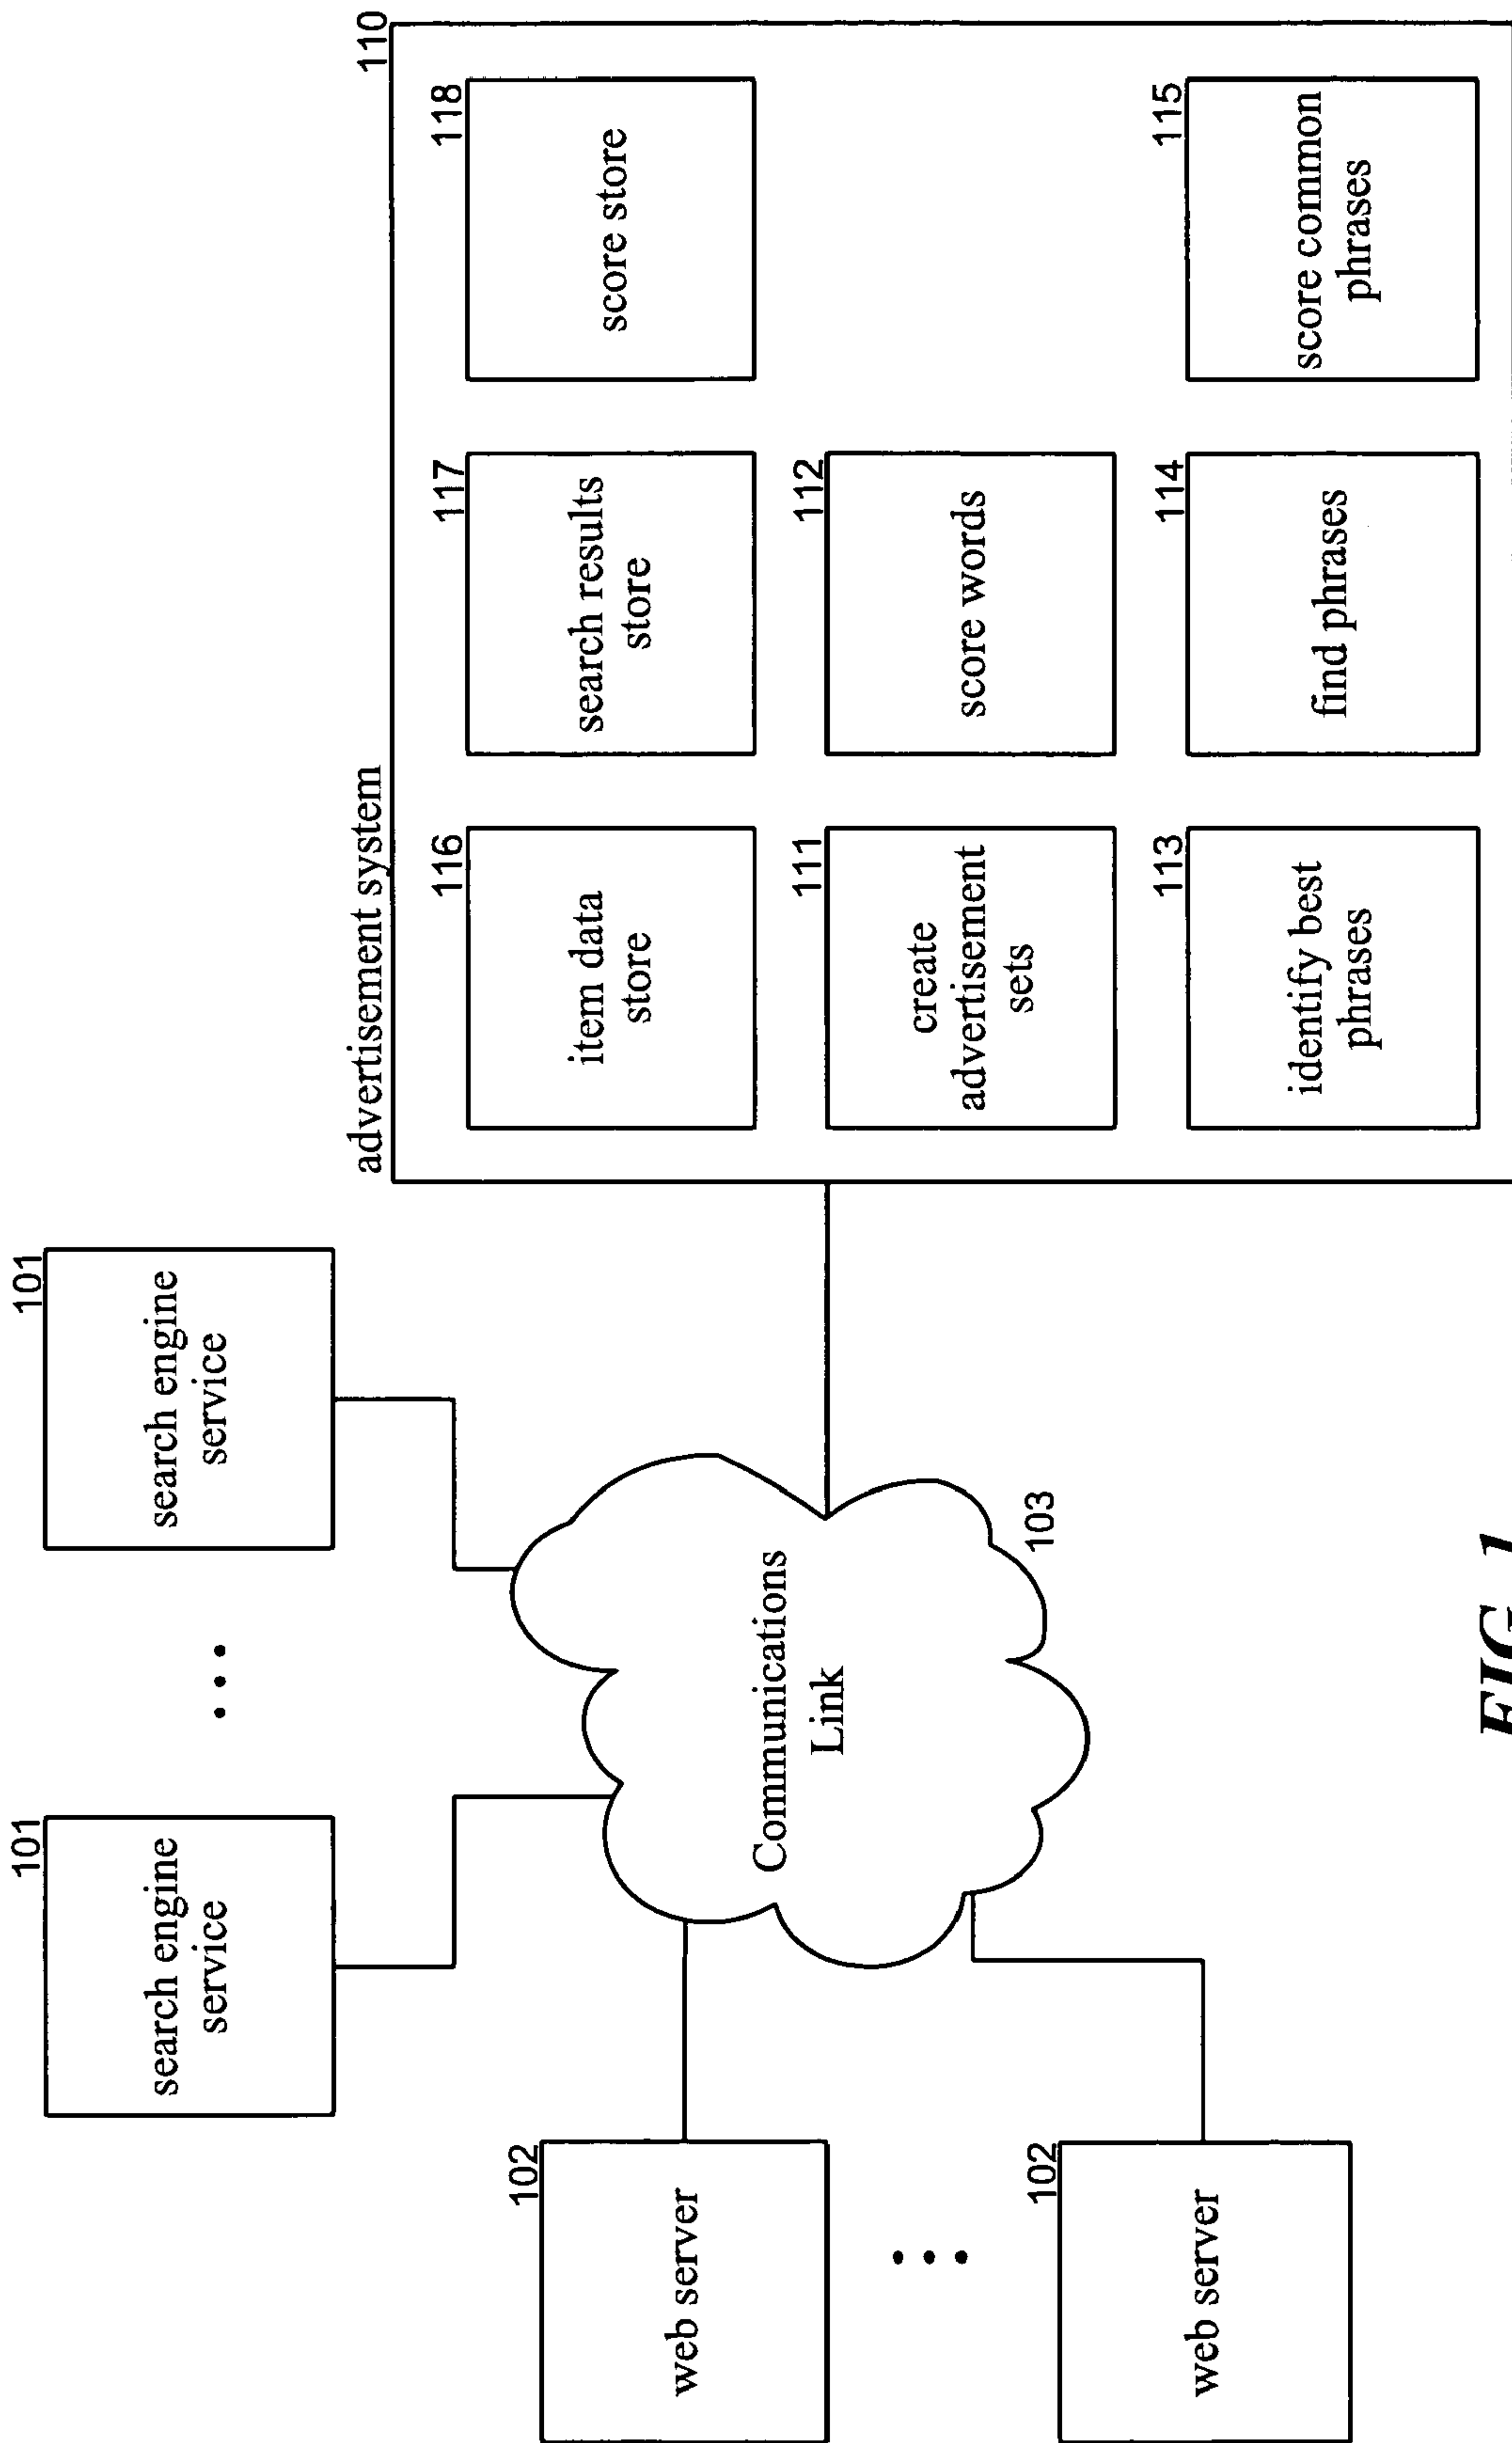 101
search engine
service
...
101
search engine
service
102
web server
...
102
web server
Communications
Link
103
advertisement system
110
116
item data
store
117
search results
store
118
score store
111
create
advertisement
sets
112
score words
113
identify best
phrases
114
find phrases
115
score common
phrases
FIG. 1